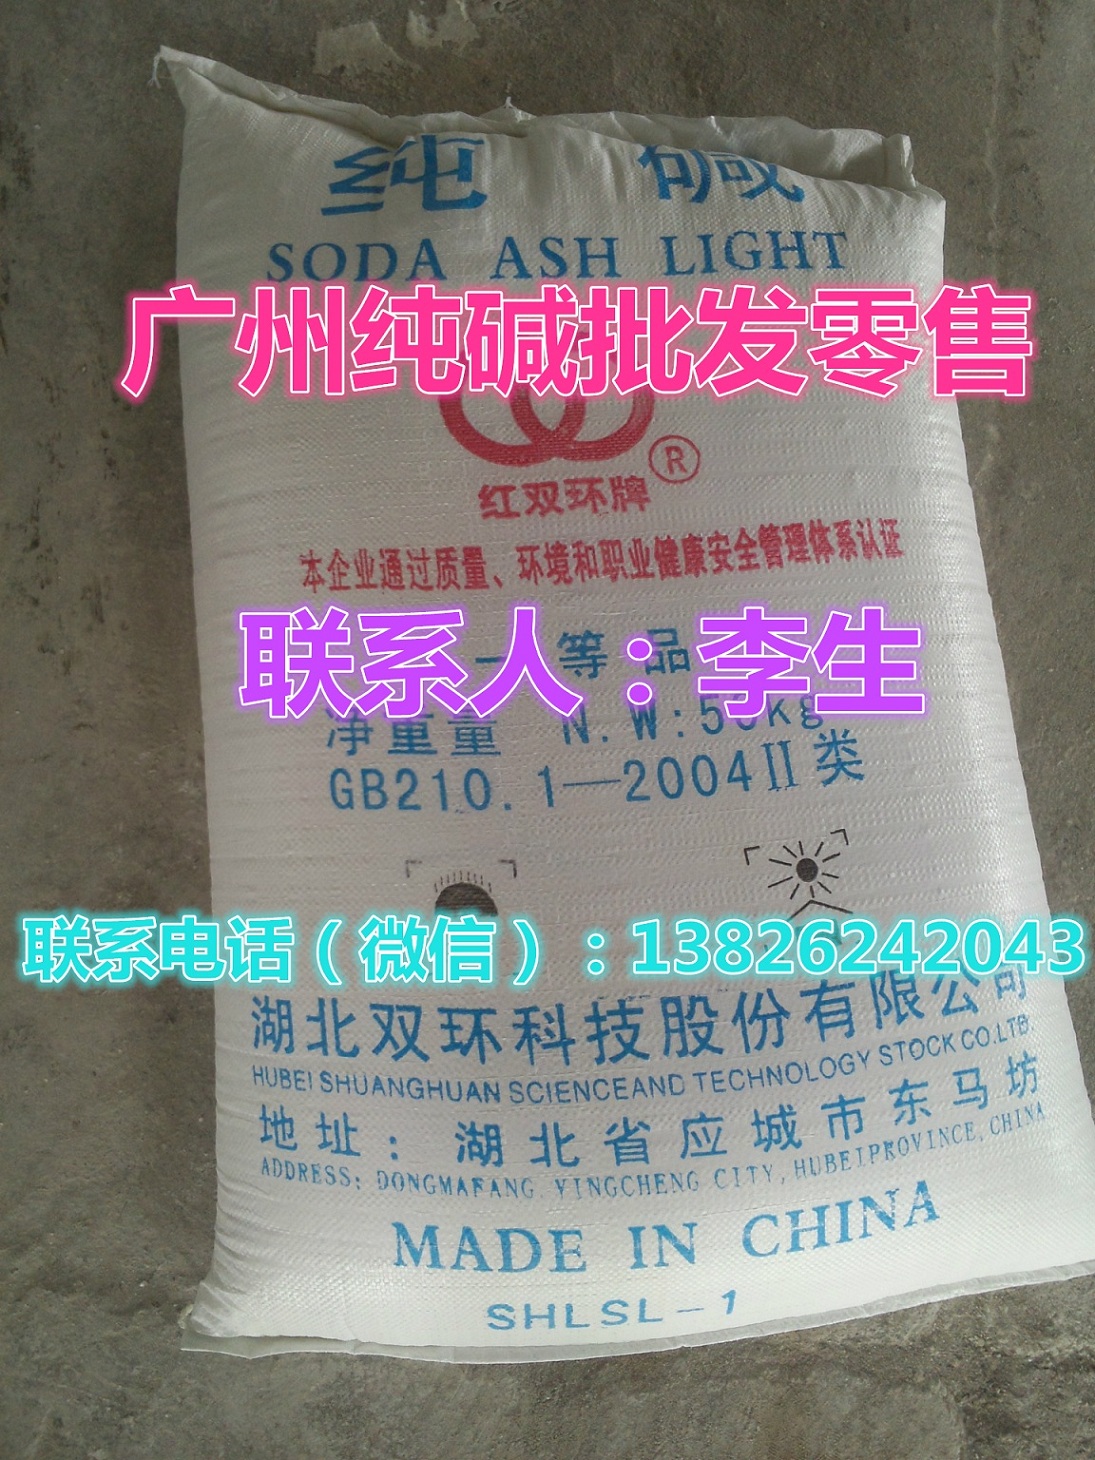 纯 碱
SODA ASH LIGHT
广州纯碱批发零售
®
红双环牌
本企业通过质量、环境和职业健康安全管理体系认证
一等品
联系人：李生
净重量 N.W:50kg
GB210.1—2004Ⅱ类
联系电话（微信）：13826242043
湖北双环科技股份有限公司
HUBEI SHUANGHUAN SCIENCEAND TECHNOLOGY STOCK CO.LTD.
地址：湖北省应城市东马坊
ADDRESS: DONGMAFANG, YINGCHENG CITY, HUBEIPROVINCE, CHINA
MADE IN CHINA
SHLSL-1